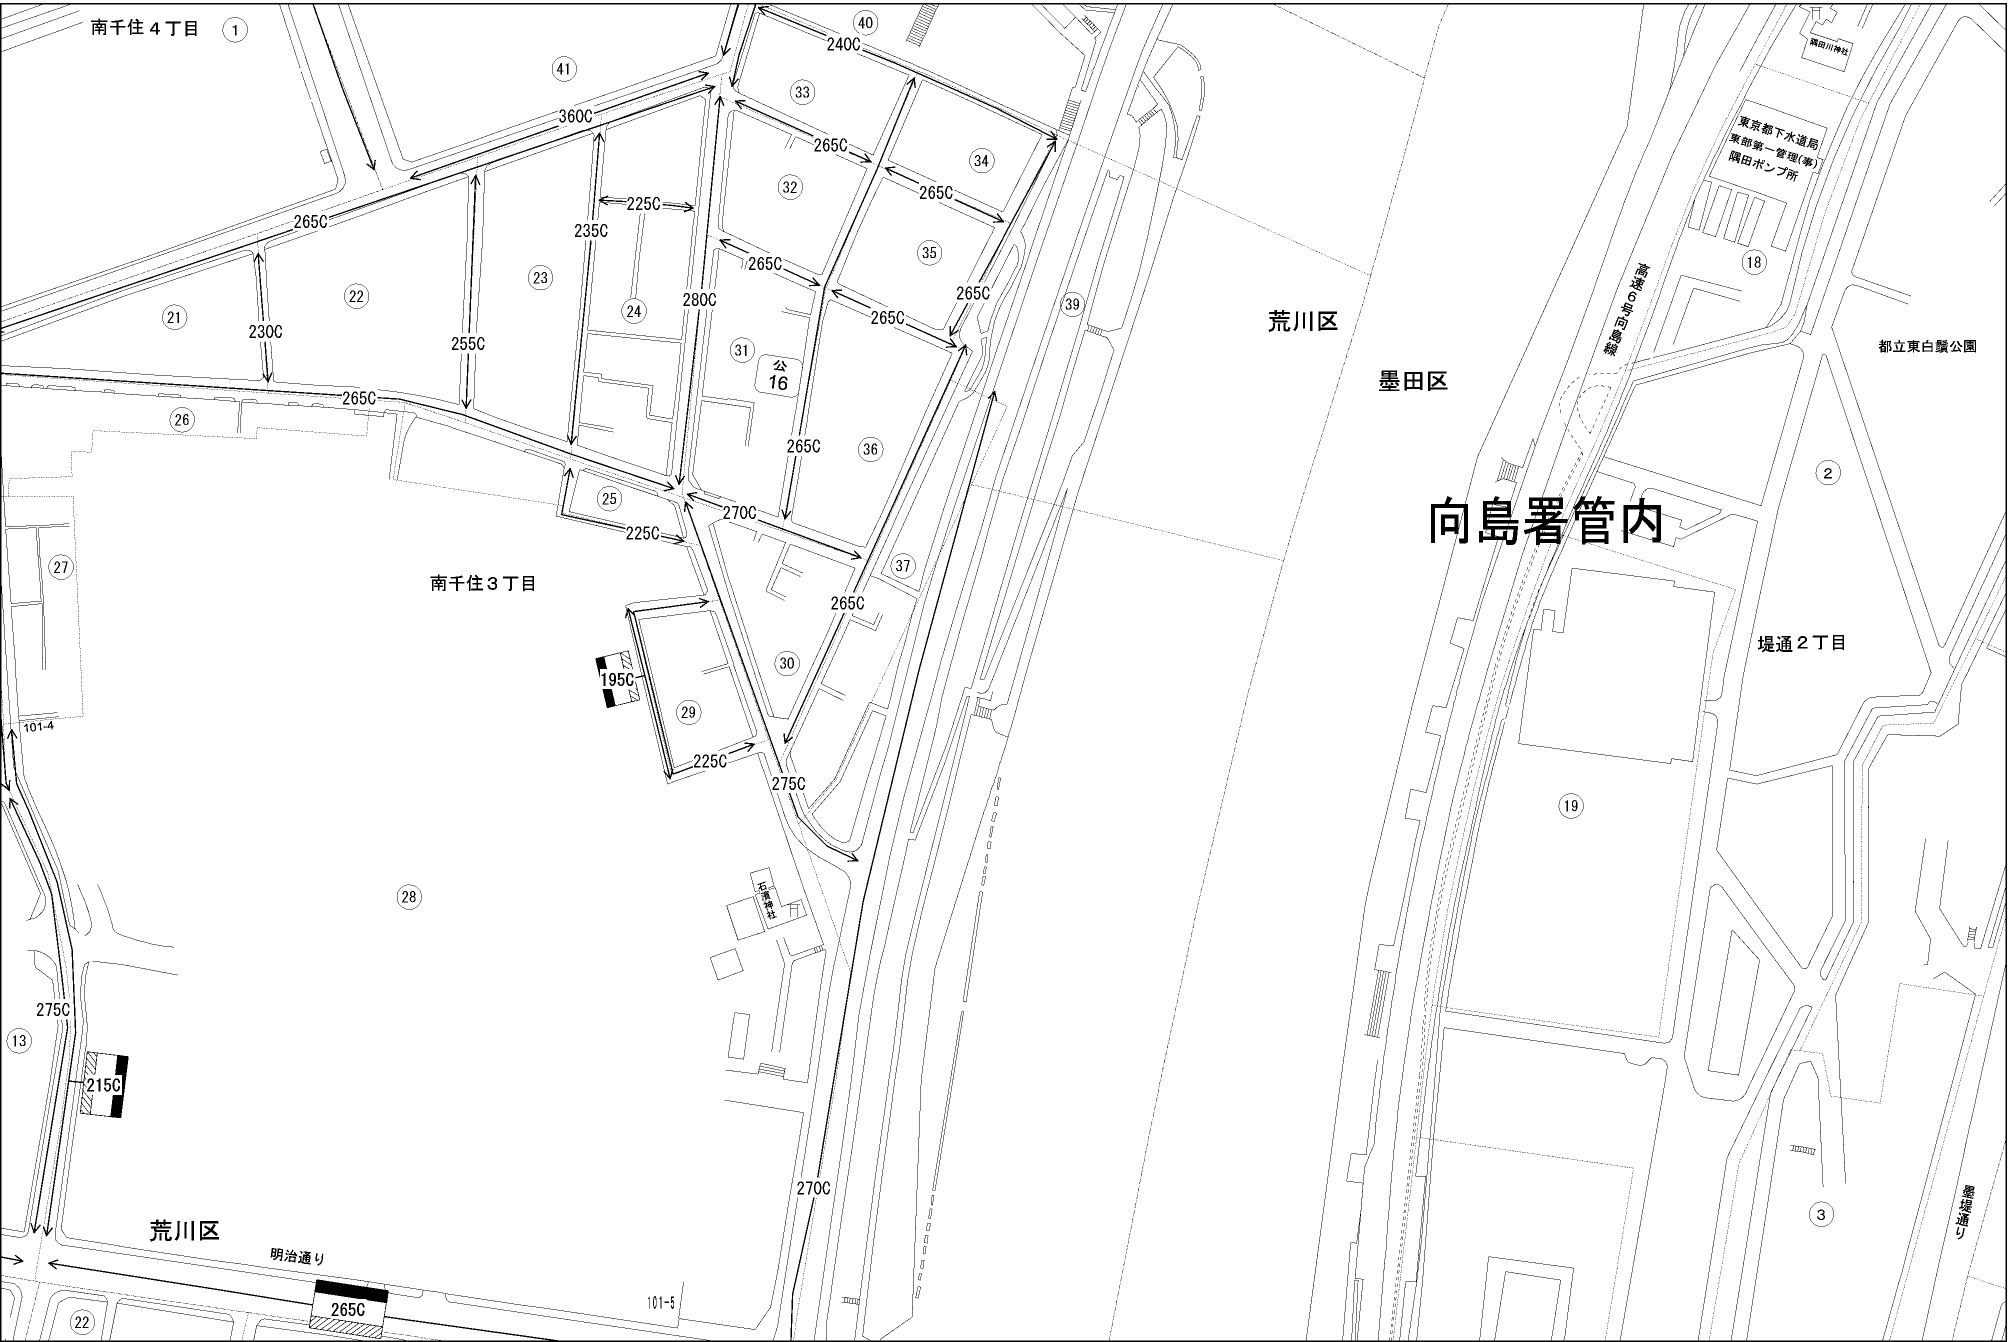 南千住４丁目
1
40
240C
隅田川神社
41
33
360C
265C
34
東京都下水道局
東部第一管理(事)
隅田ポンプ所
32
265C
225C
265C
235C
35
265C
18
23
22
280C
265C
39
高速６号向島線
24
21
265C
荒川区
230C
255C
31
公
16
都立東白鬚公園
墨田区
265C
26
265C
36
2
25
270C
向島署管内
225C
27
37
南千住３丁目
265C
堤通２丁目
30
195C
29
101-4
225C
275C
19
28
石濱神社
275C
13
215C
270C
荒川区
明治通り
墨堤通り
3
265C
101-5
22